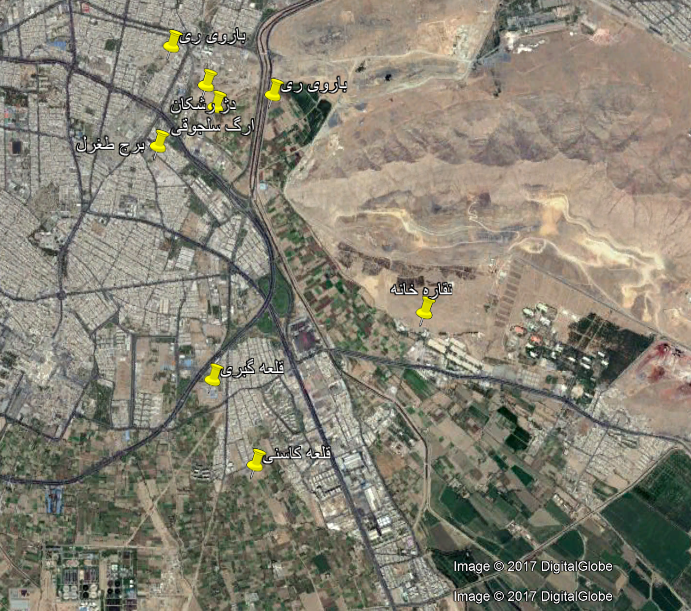 باروی ری
باروی ری
دژ رشکان
ارگ سلجوقی
برج طغرل
نقاره خانه
قلعه گبری
قلعه کاسنی
Image © 2017 DigitalGlobe
Image © 2017 DigitalGlobe